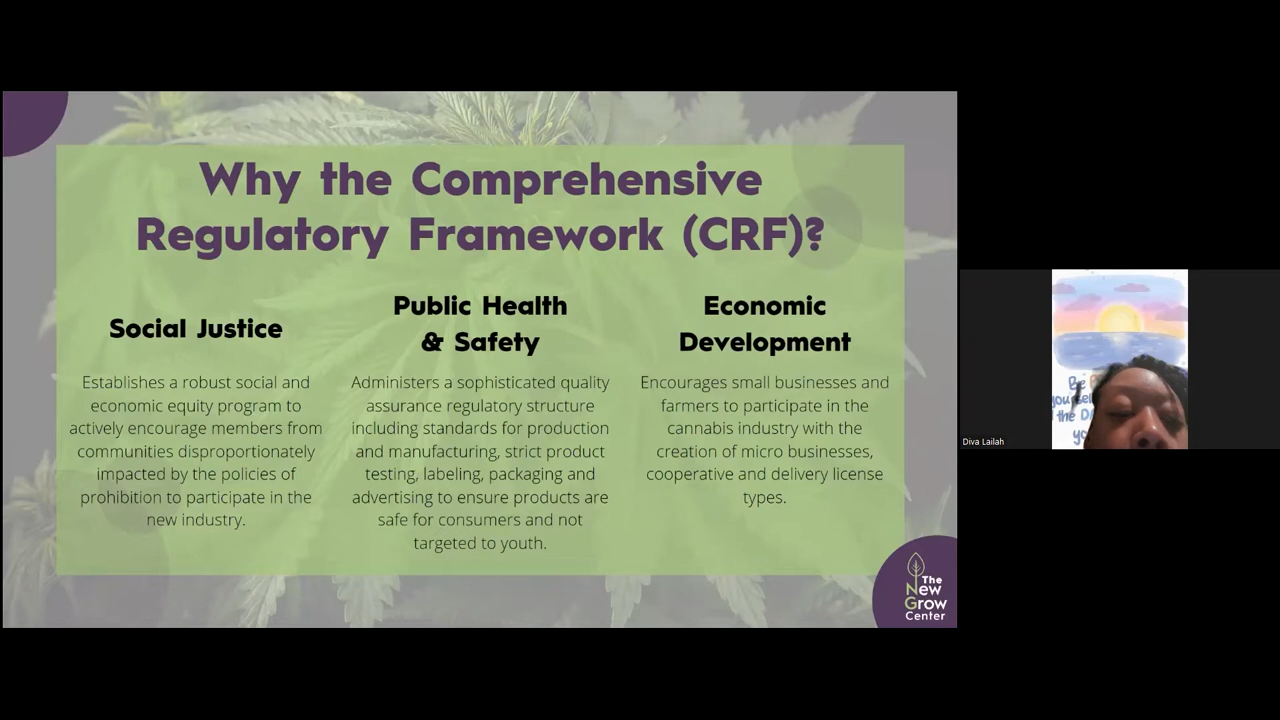 Why the Comprehensive
Regulatory Framework (CRF)?
Social Justice
Establishes a robust social and
economic equity program to
actively encourage members from
communities disproportionately
impacted by the policies of
prohibition to participate in the
new industry.
Public Health
& Safety
Administers a sophisticated quality
assurance regulatory structure
including standards for production
and manufacturing, strict product
testing, labeling, packaging and
advertising to ensure products are
safe for consumers and not
targeted to youth.
Economic
Development
Encourages small businesses and
farmers to participate in the
cannabis industry with the
creation of micro businesses,
cooperative and delivery license
types.
The
New
Grow
Center
Be
the
Diva Lailah